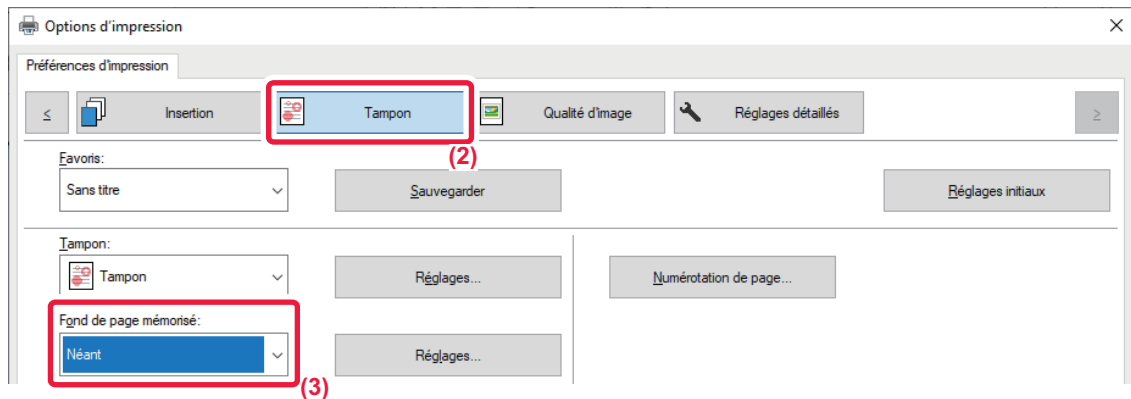 Options d'impression
Préférences d'impression
≤ Insertion Tampon Qualité d'image Réglages détaillés ≥
(2)
Favoris:
Sans titre Sauvegarder Réglages initiaux
Tampon:
Tampon Réglages... Numérotation de page...
Fond de page mémorisé:
Néant Réglages...
(3)